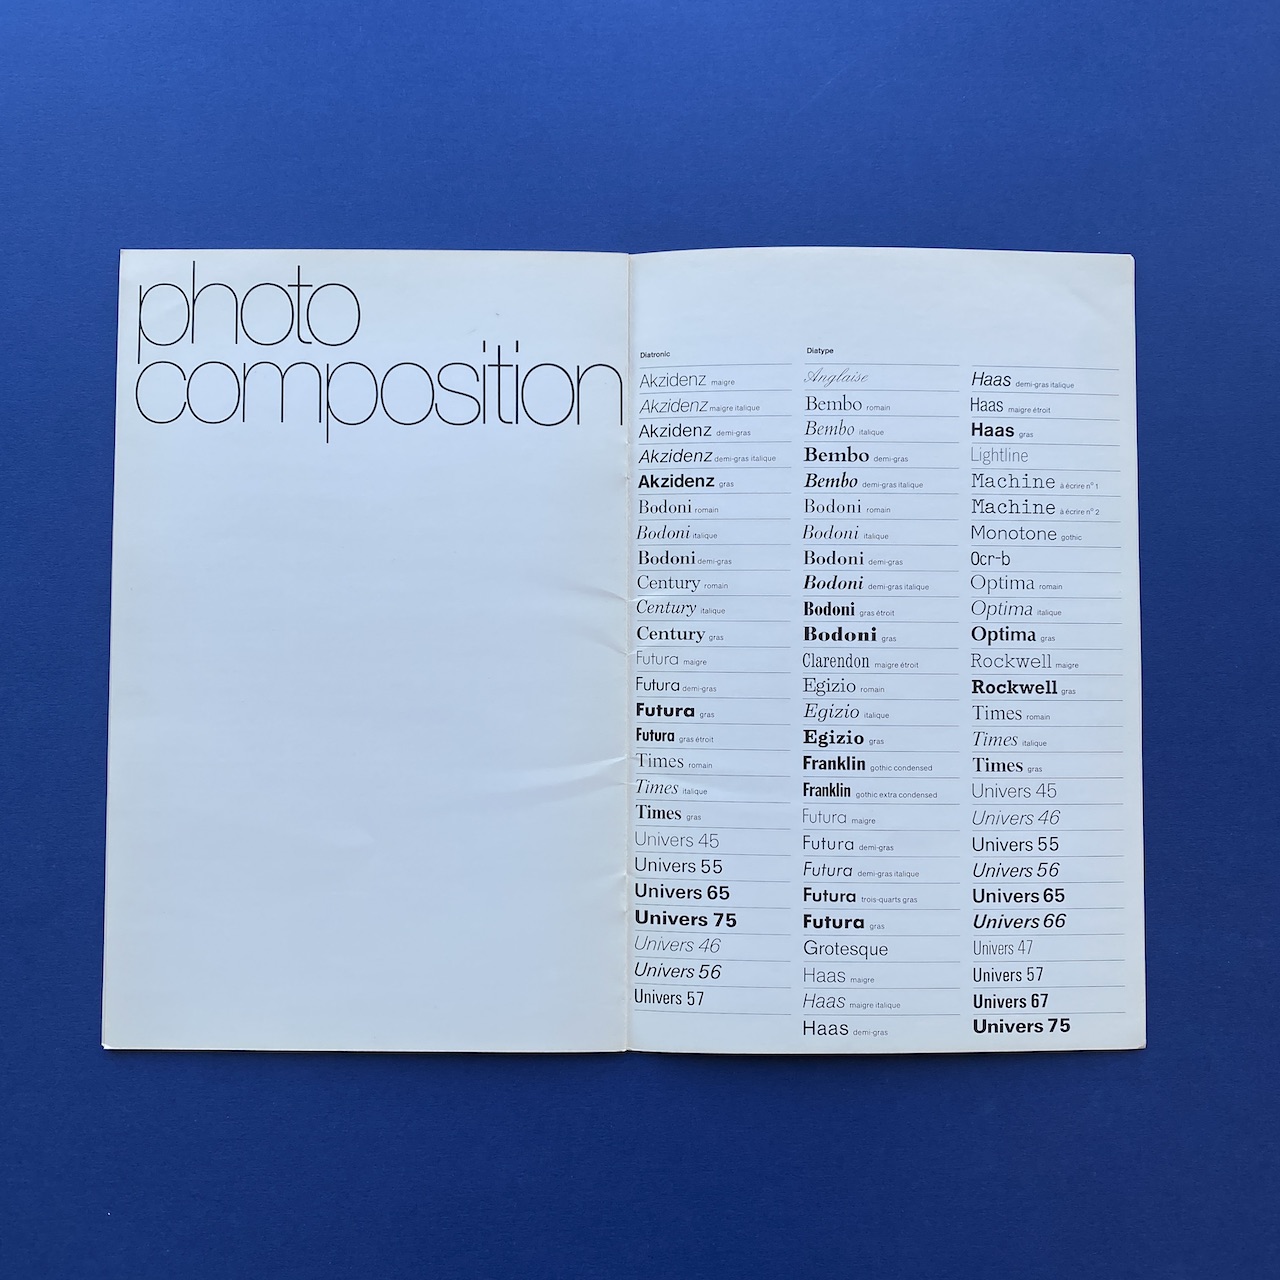 photo
composition
Diatronic
Akzidenz maigre
Akzidenz maigre italique
Akzidenz demi-gras
Akzidenz demi-gras italique
Akzidenz gras
Bodoni romain
Bodoni italique
Bodoni demi-gras
Century romain
Century italique
Century gras
Futura maigre
Futura demi-gras
Futura gras
Futura gras étroit
Times romain
Times italique
Times gras
Univers 45
Univers 55
Univers 65
Univers 75
Univers 46
Univers 56
Univers 57
Diatype
Anglaise
Bembo romain
Bembo italique
Bembo demi-gras
Bembo demi-gras italique
Bodoni romain
Bodoni italique
Bodoni demi-gras
Bodoni demi-gras italique
Bodoni gras étroit
Bodoni gras
Clarendon maigre étroit
Egizio romain
Egizio italique
Egizio gras
Franklin gothic condensed
Franklin gothic extra condensed
Futura maigre
Futura demi-gras
Futura demi-gras italique
Futura trois-quarts gras
Futura gras
Grotesque
Haas maigre
Haas maigre italique
Haas demi-gras
Haas demi-gras italique
Haas maigre étroit
Haas gras
Lightline
Machine à écrire n° 1
Machine à écrire n° 2
Monotone gothic
Ocr-b
Optima romain
Optima italique
Optima gras
Rockwell maigre
Rockwell gras
Times romain
Times italique
Times gras
Univers 45
Univers 46
Univers 55
Univers 56
Univers 65
Univers 66
Univers 47
Univers 57
Univers 67
Univers 75